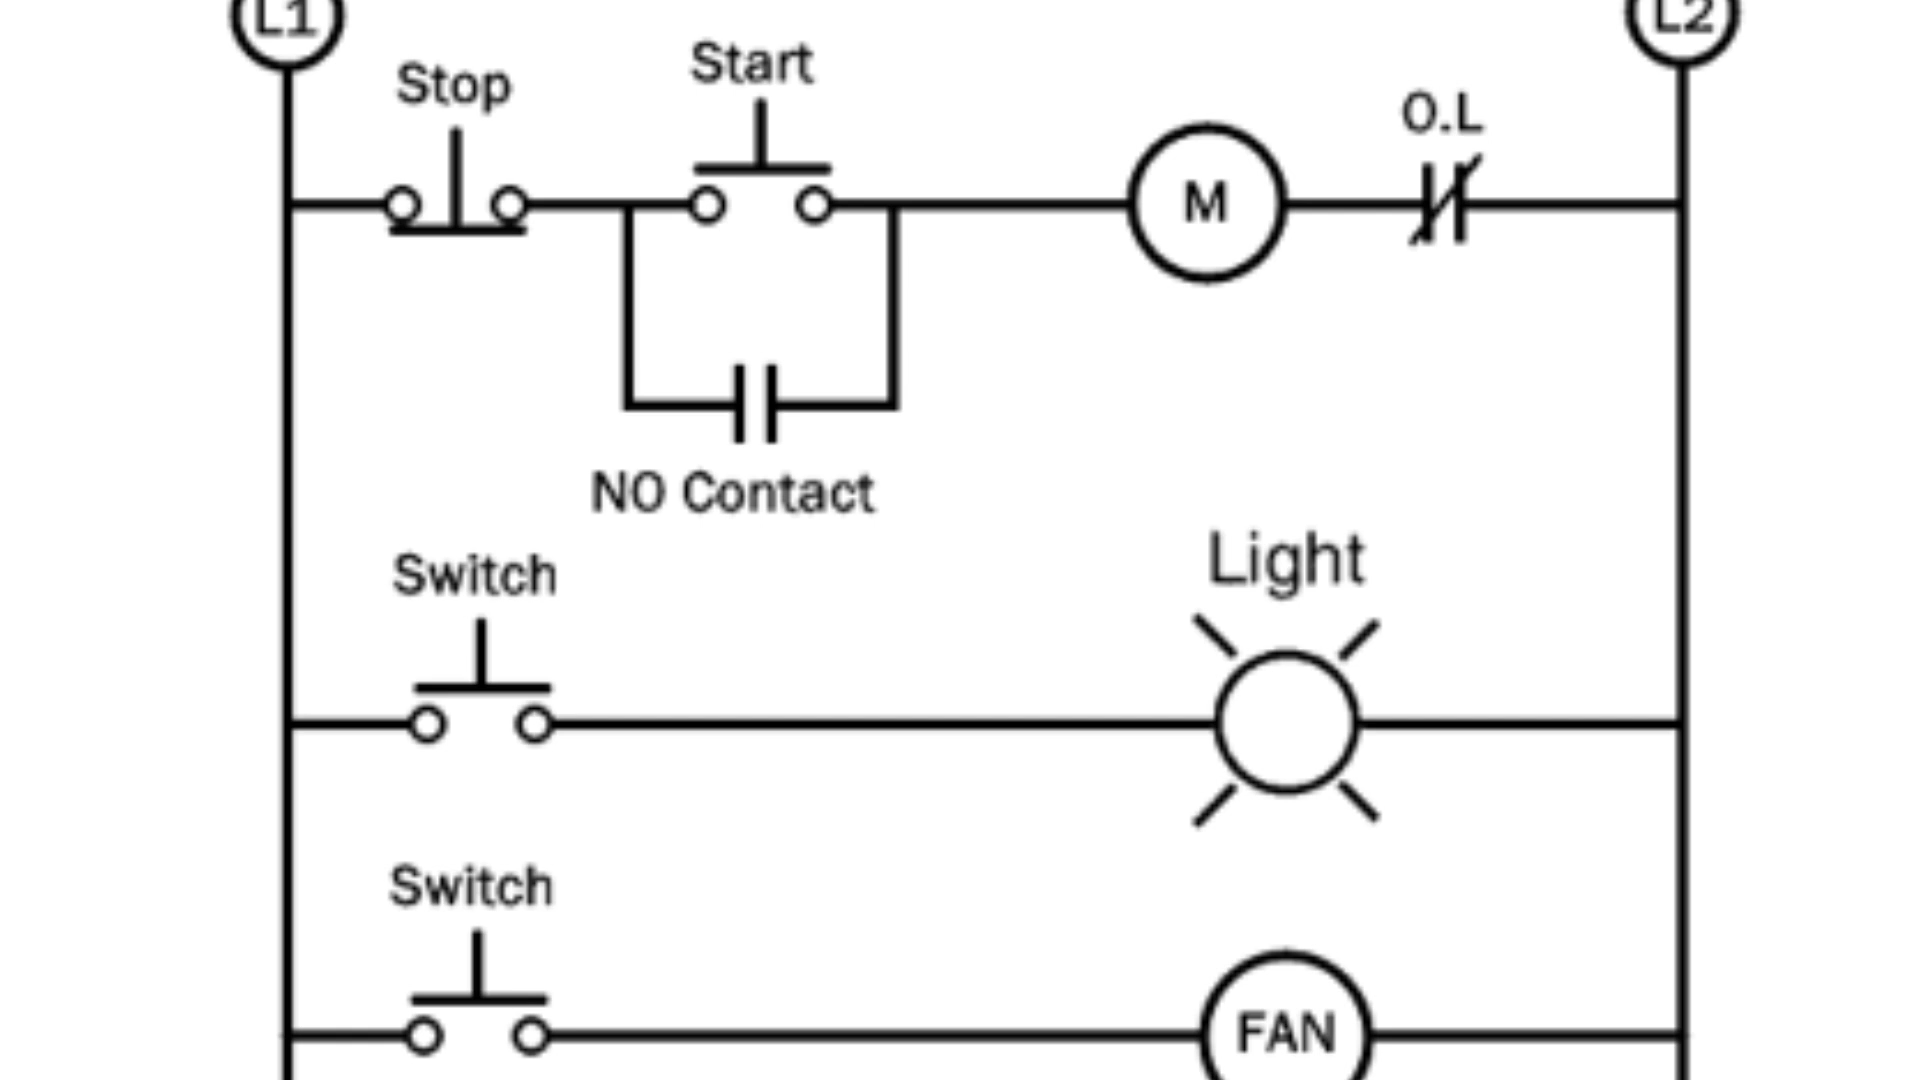 L1
L2
Stop
Start
O.L
M
NO Contact
Switch
Light
Switch
FAN